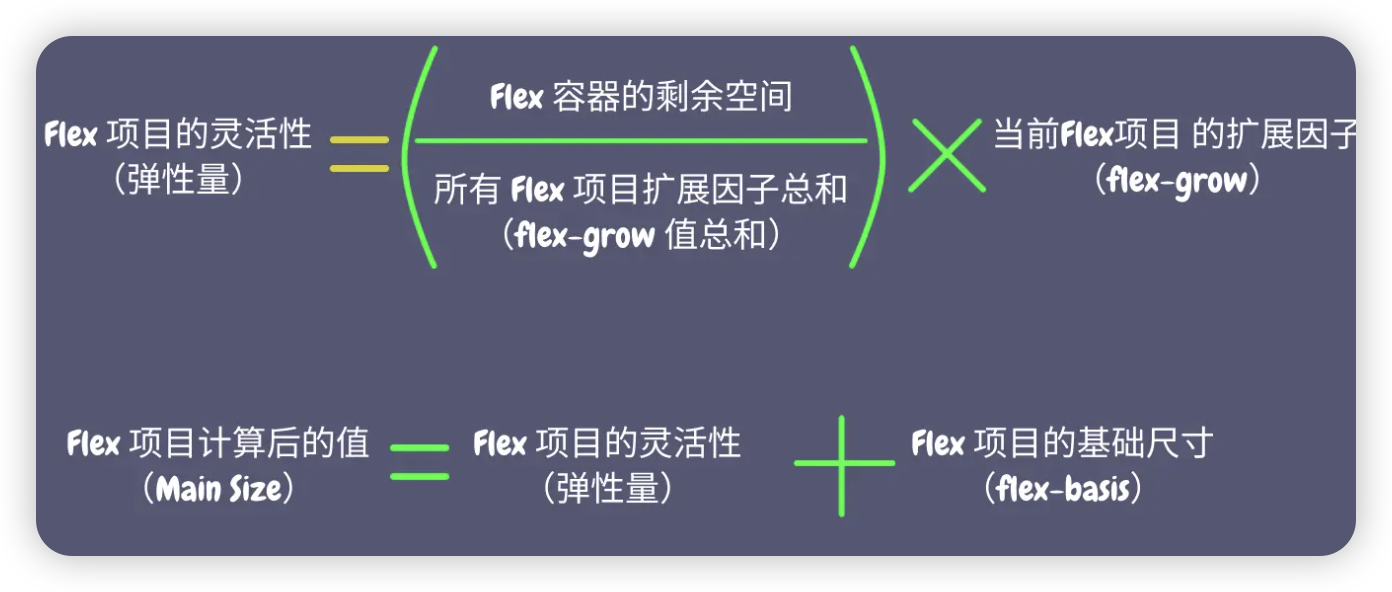 Flex 容器的剩余空间
Flex 项目的灵活性
（弹性量）
所有 Flex 项目扩展因子总和
（flex-grow 值总和）
当前Flex项目 的扩展因子
（flex-grow）
Flex 项目计算后的值
（Main Size）
Flex 项目的灵活性
（弹性量）
Flex 项目的基础尺寸
（flex-basis）